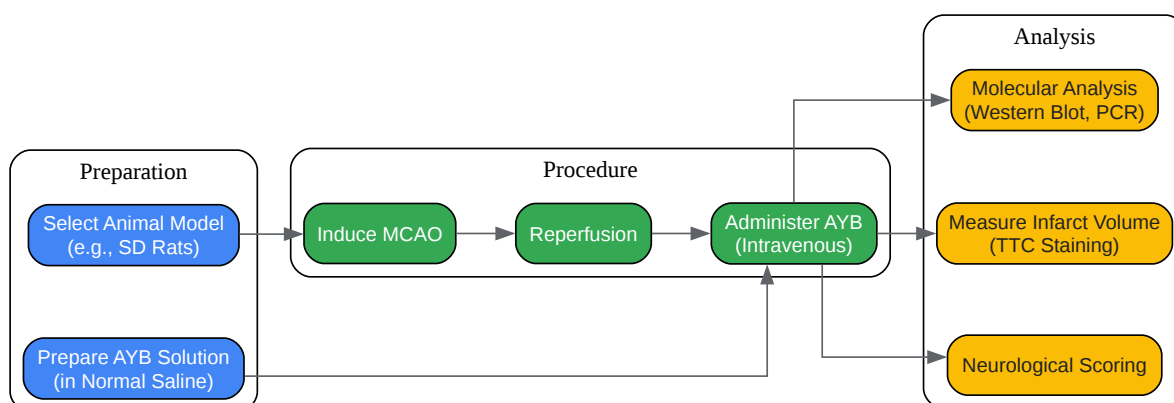 Preparation
Select Animal Model
(e.g., SD Rats)
Prepare AYB Solution
(in Normal Saline)
Procedure
Induce MCAO
Reperfusion
Administer AYB
(Intravenous)
Analysis
Molecular Analysis
(Western Blot, PCR)
Measure Infarct Volume
(TTC Staining)
Neurological Scoring